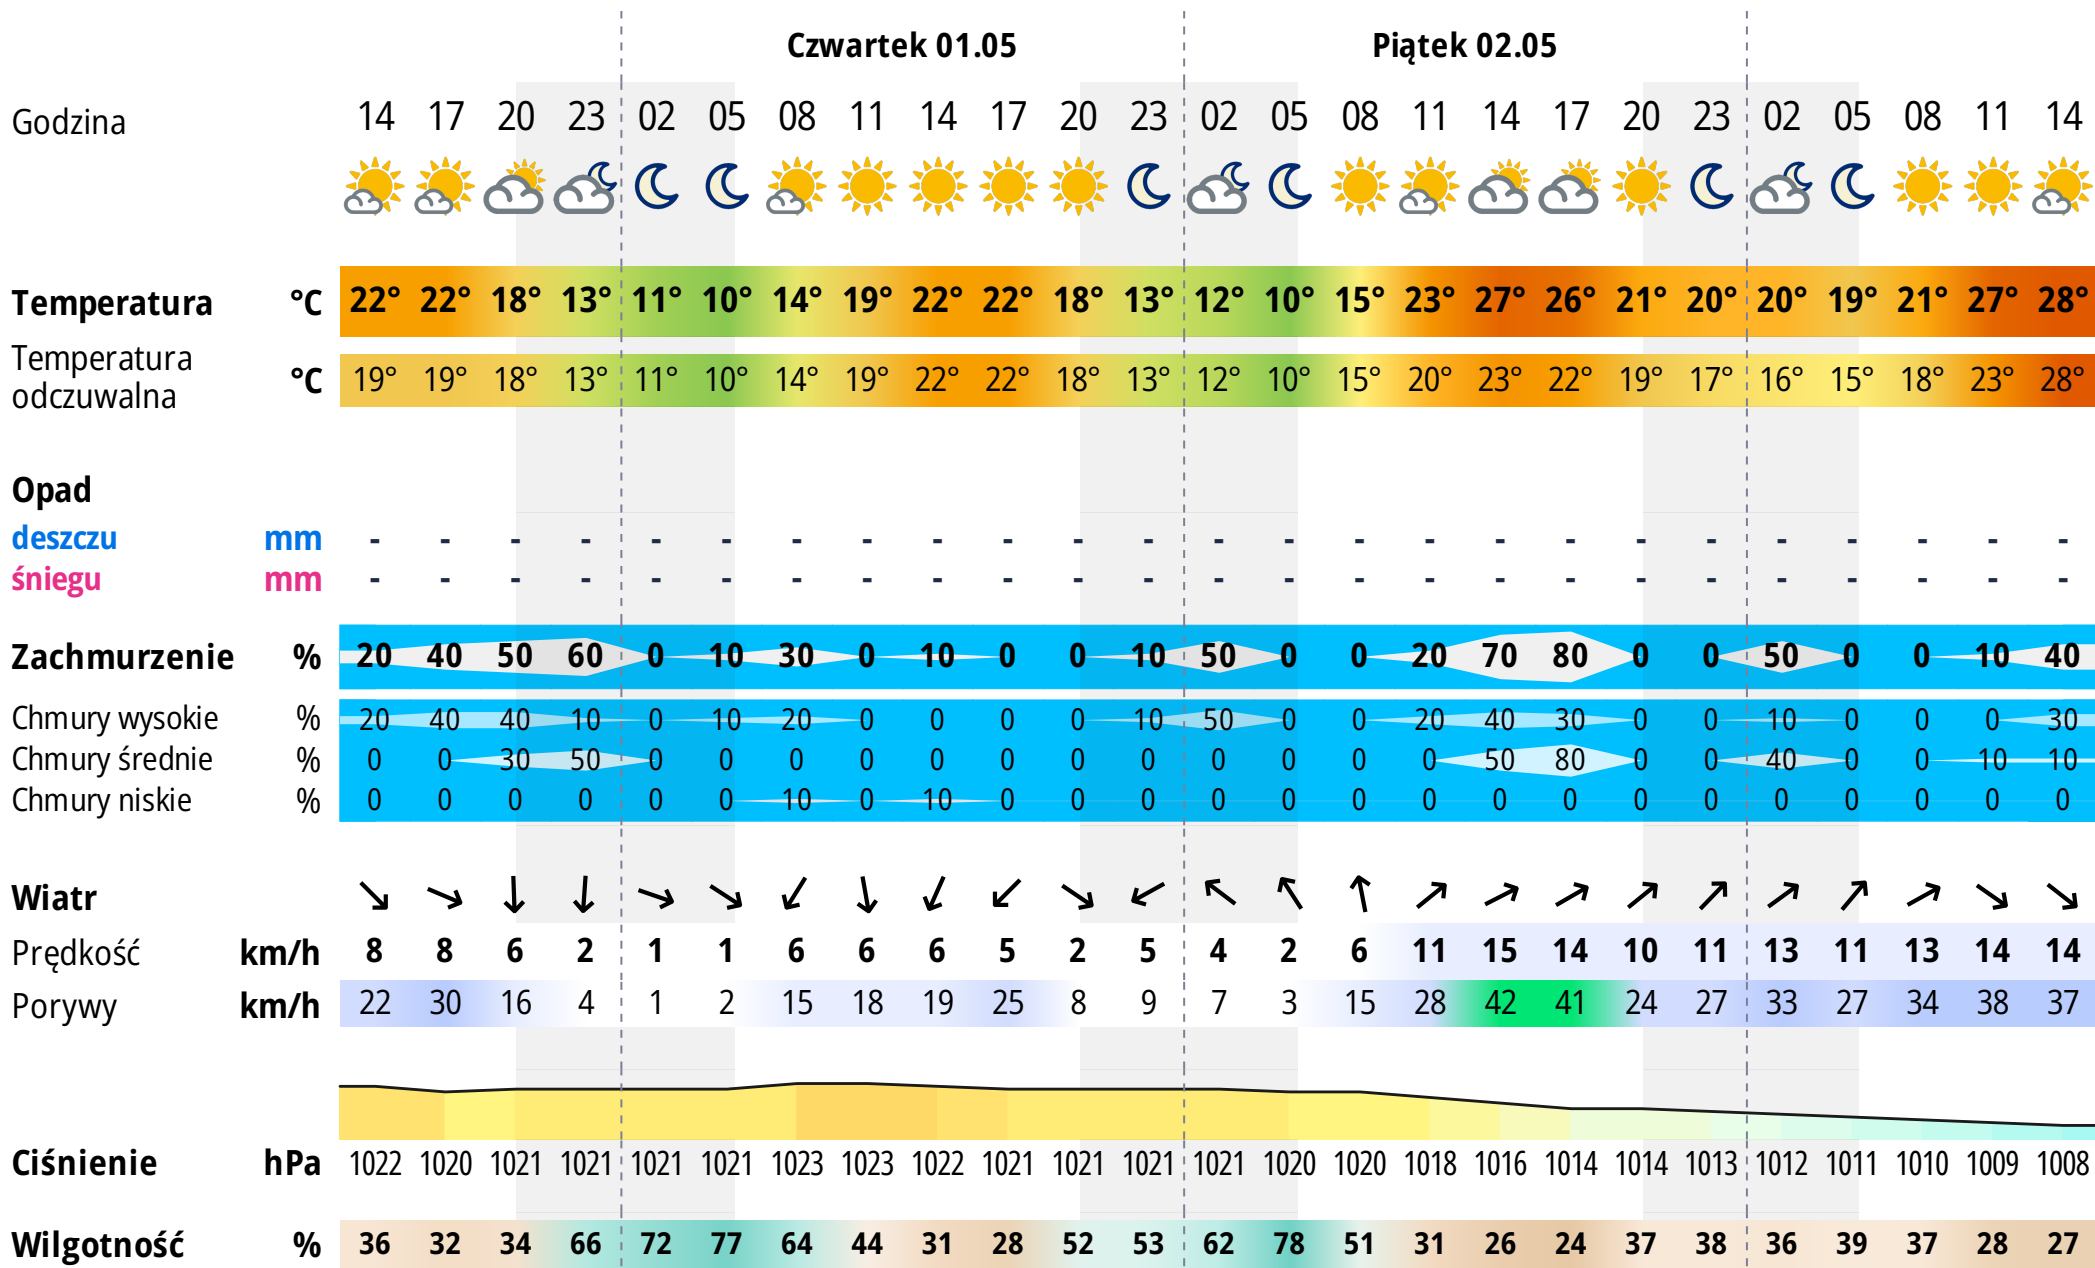 Czwartek 01.05 Piątek 02.05
Godzina 14 17 20 23 02 05 08 11 14 17 20 23 02 05 08 11 14 17 20 23 02 05 08 11 14
Temperatura °C 22° 22° 18° 13° 11° 10° 14° 19° 22° 22° 18° 13° 12° 10° 15° 23° 27° 26° 21° 20° 20° 19° 21° 27° 28°
Temperatura
odczuwalna °C 19° 19° 18° 13° 11° 10° 14° 19° 22° 22° 18° 13° 12° 10° 15° 20° 23° 22° 19° 17° 16° 15° 18° 23° 28°
Opad
deszczu mm - - - - - - - - - - - - - - - - - - - - - - - - -
śniegu mm - - - - - - - - - - - - - - - - - - - - - - - - -
Zachmurzenie % 20 40 50 60 0 10 30 0 10 0 0 10 50 0 0 20 70 80 0 0 50 0 0 10 40
Chmury wysokie % 20 40 40 10 0 10 20 0 0 0 0 10 50 0 0 20 40 30 0 0 10 0 0 0 30
Chmury średnie % 0 0 30 50 0 0 0 0 0 0 0 0 0 0 0 0 50 80 0 0 40 0 0 10 10
Chmury niskie % 0 0 0 0 0 0 10 0 10 0 0 0 0 0 0 0 0 0 0 0 0 0 0 0 0
Wiatr
Prędkość km/h 8 8 6 2 1 1 6 6 6 5 2 5 4 2 6 11 15 14 10 11 13 11 13 14 14
Porywy km/h 22 30 16 4 1 2 15 18 19 25 8 9 7 3 15 28 42 41 24 27 33 27 34 38 37
Ciśnienie hPa 1022 1020 1021 1021 1021 1021 1023 1023 1022 1021 1021 1021 1021 1020 1020 1018 1016 1014 1014 1013 1012 1011 1010 1009 1008
Wilgotność % 36 32 34 66 72 77 64 44 31 28 52 53 62 78 51 31 26 24 37 38 36 39 37 28 27